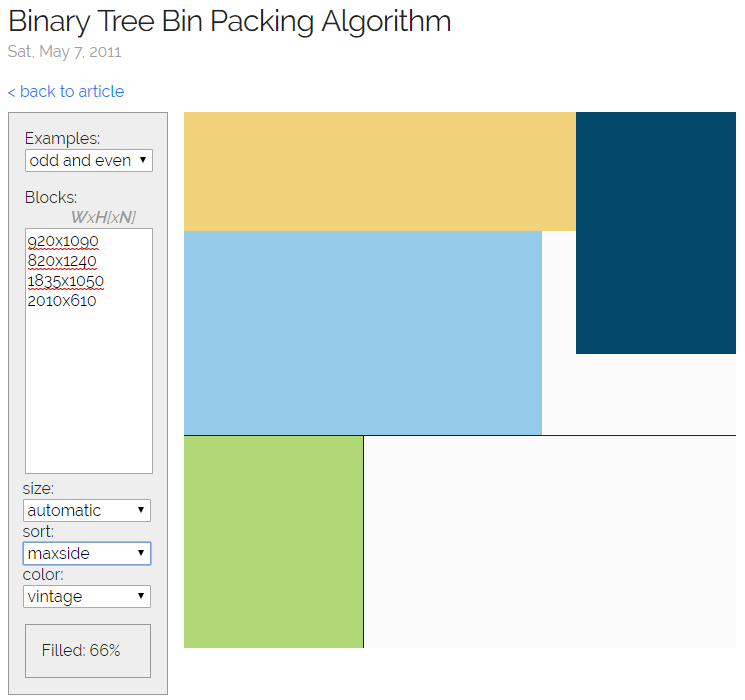 Binary Tree Bin Packing Algorithm
Sat, May 7, 2011
< back to article
Examples:
odd and even
Blocks:
WxH[xN]
920x1090
820x1240
1835x1050
2010x610
size:
automatic
sort:
maxside
color:
vintage
Filled: 66%